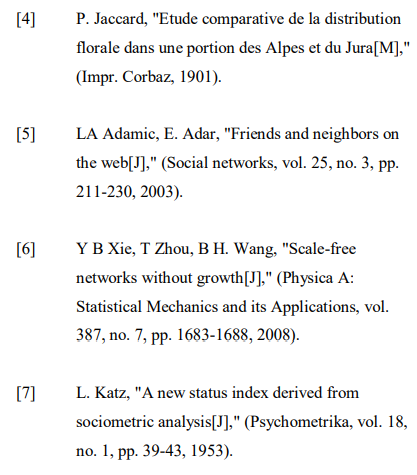 [4] P. Jaccard, "Etude comparative de la distribution
florale dans une portion des Alpes et du Jura[M],"
(Impr. Corbaz, 1901).
[5] LA Adamic, E. Adar, "Friends and neighbors on
the web[J]," (Social networks, vol. 25, no. 3, pp.
211-230, 2003).
[6] Y B Xie, T Zhou, B H. Wang, "Scale-free
networks without growth[J]," (Physica A:
Statistical Mechanics and its Applications, vol.
387, no. 7, pp. 1683-1688, 2008).
[7] L. Katz, "A new status index derived from
sociometric analysis[J]," (Psychometrika, vol. 18,
no. 1, pp. 39-43, 1953).